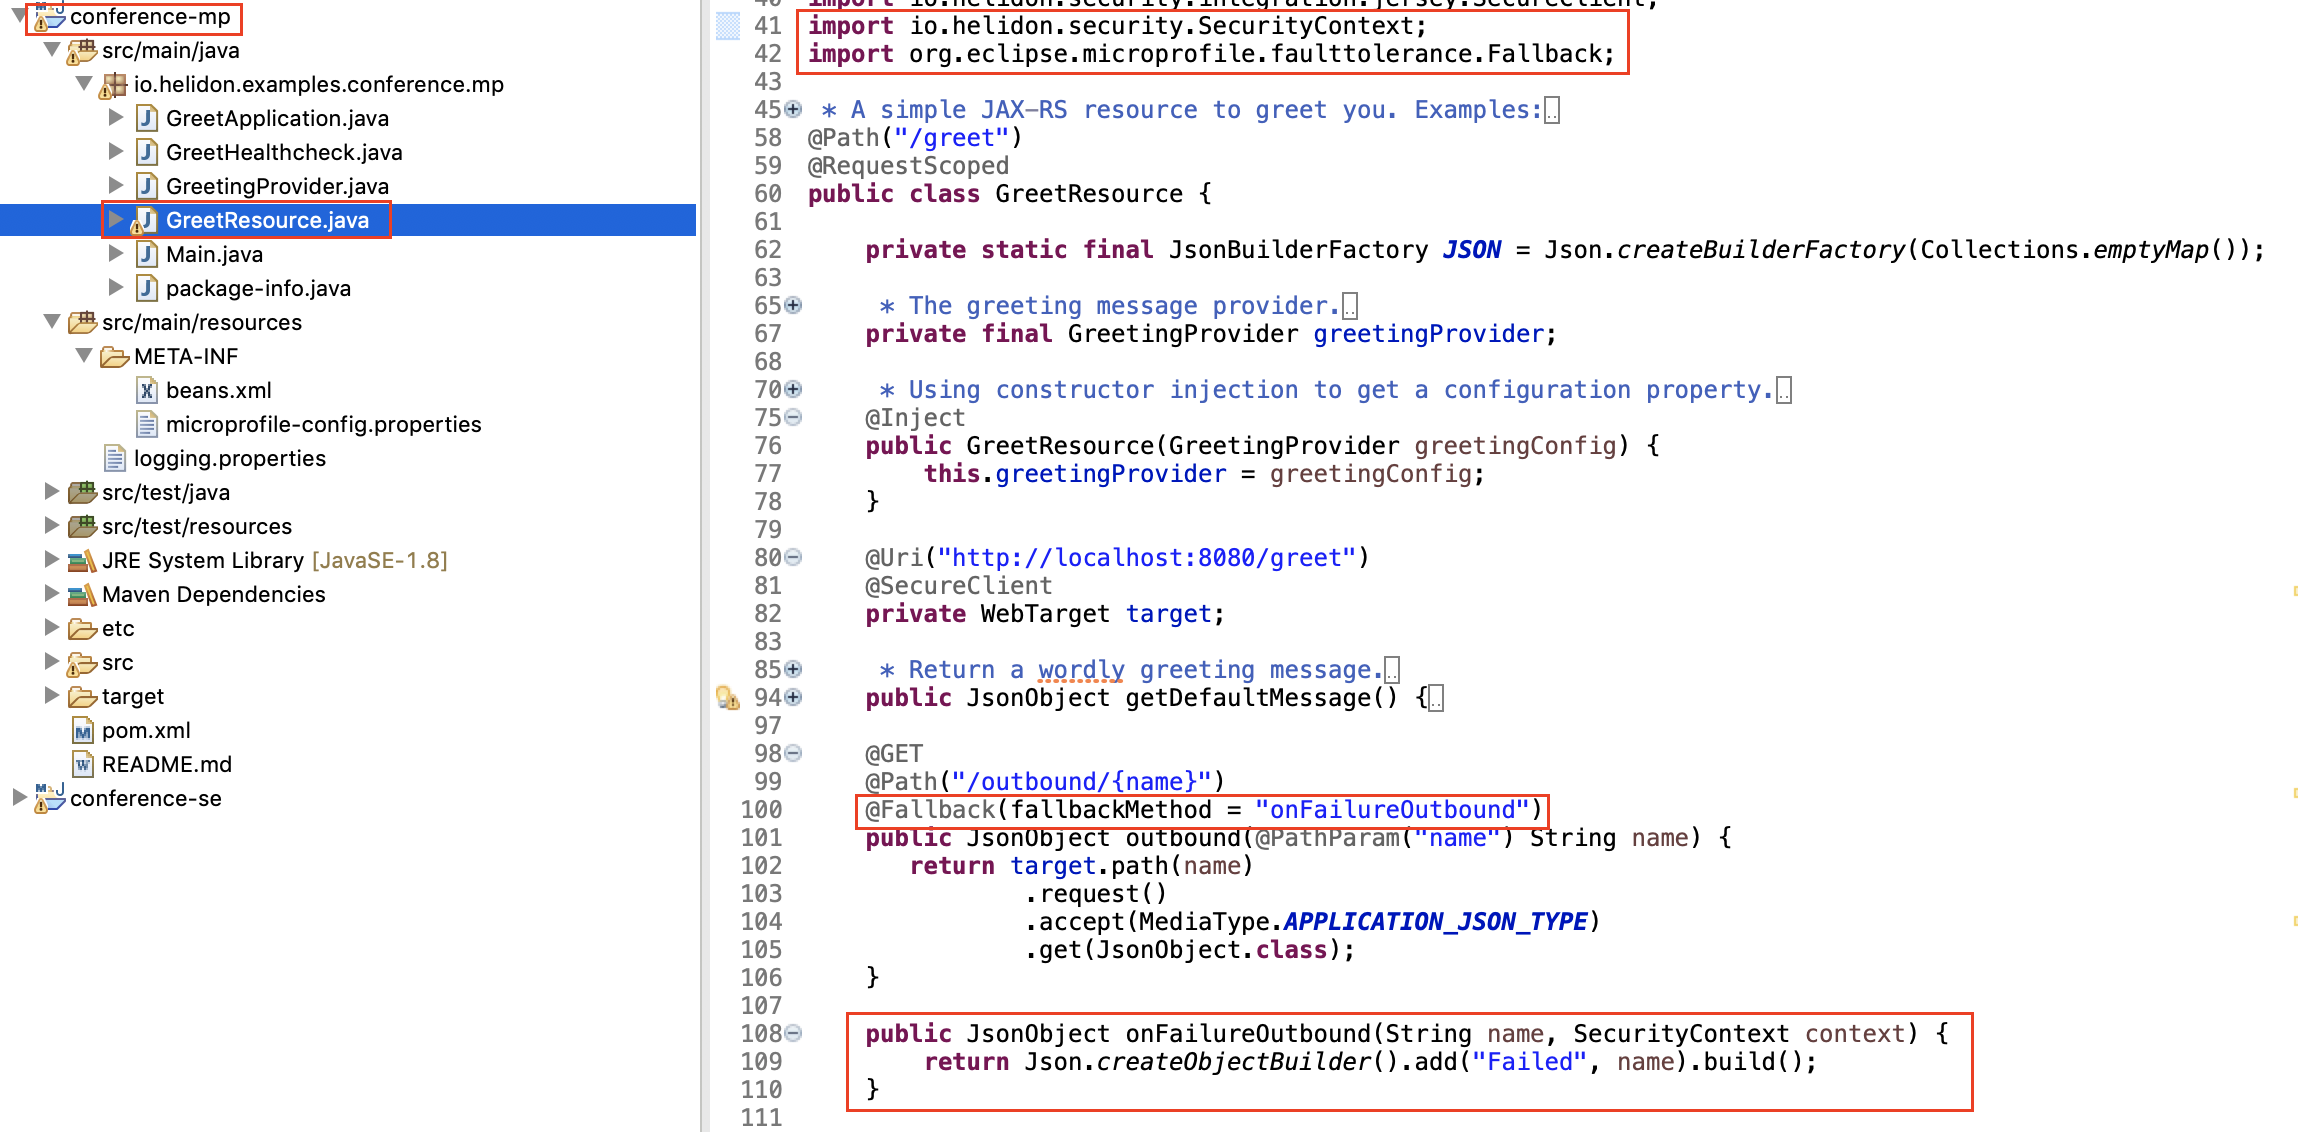 conference-mp
src/main/java
io.helidon.examples.conference.mp
GreetApplication.java
GreetHealthcheck.java
GreetingProvider.java
GreetResource.java
Main.java
package-info.java
src/main/resources
META-INF
beans.xml
microprofile-config.properties
logging.properties
src/test/java
src/test/resources
JRE System Library [JavaSE-1.8]
Maven Dependencies
etc
src
target
pom.xml
README.md
conference-se
40 import io.helidon.security.integration.jersey.SecureClient;
41 import io.helidon.security.SecurityContext;
42 import org.eclipse.microprofile.faulttolerance.Fallback;
43
45 * A simple JAX-RS resource to greet you. Examples:..
58 @Path("/greet")
59 @RequestScoped
60 public class GreetResource {
61
62 private static final JsonBuilderFactory JSON = Json.createBuilderFactory(Collections.emptyMap());
63
65 * The greeting message provider...
67 private final GreetingProvider greetingProvider;
68
70 * Using constructor injection to get a configuration property...
75 @Inject
76 public GreetResource(GreetingProvider greetingConfig) {
77 this.greetingProvider = greetingConfig;
78 }
79
80 @Uri("http://localhost:8080/greet")
81 @SecureClient
82 private WebTarget target;
83
85 * Return a wordly greeting message...
94 public JsonObject getDefaultMessage() {..
97
98 @GET
99 @Path("/outbound/{name}")
100 @Fallback(fallbackMethod = "onFailureOutbound")
101 public JsonObject outbound(@PathParam("name") String name) {
102 return target.path(name)
103 .request()
104 .accept(MediaType.APPLICATION_JSON_TYPE)
105 .get(JsonObject.class);
106 }
107
108 public JsonObject onFailureOutbound(String name, SecurityContext context) {
109 return Json.createObjectBuilder().add("Failed", name).build();
110 }
111